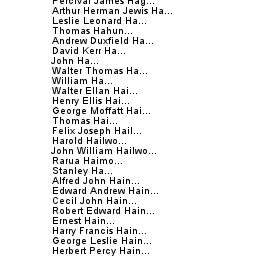 Percival James Hag...
Arthur Herman Jewis Ha...
Leslie Leonard Ha...
Thomas Hahun...
Andrew Duxfield Ha...
David Kerr Ha...
John Ha...
Walter Thomas Ha...
William Ha...
Walter Ellan Hai...
Henry Ellis Hai...
George Moffatt Hai...
Thomas Hai...
Felix Joseph Hail...
Harold Hailwo...
John William Hailwo...
Rarua Haimo...
Stanley Ha...
Alfred John Hain...
Edward Andrew Hain...
Cecil John Hain...
Robert Edward Hain...
Ernest Hain...
Harry Francis Hain...
George Leslie Hain...
Herbert Percy Hain...